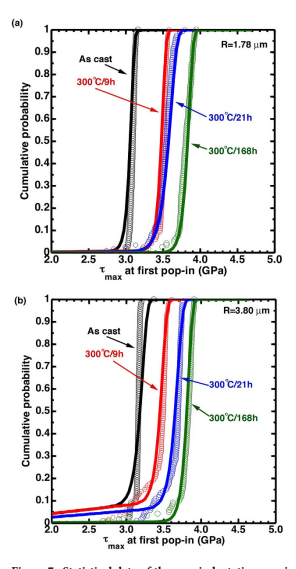 (a)
R=1.78 μm
As cast
300°C/9h
300°C/21h
300°C/168h
Cumulative probability
1
0.9
0.8
0.7
0.6
0.5
0.4
0.3
0.2
0.1
0
2.0 2.5 3.0 3.5 4.0 4.5 5.0
τmax at first pop-in (GPa)
(b)
R=3.80 μm
As cast
300°C/9h
300°C/21h
300°C/168h
Cumulative probability
1
0.9
0.8
0.7
0.6
0.5
0.4
0.3
0.2
0.1
0
2.0 2.5 3.0 3.5 4.0 4.5 5.0
τmax at first pop-in (GPa)